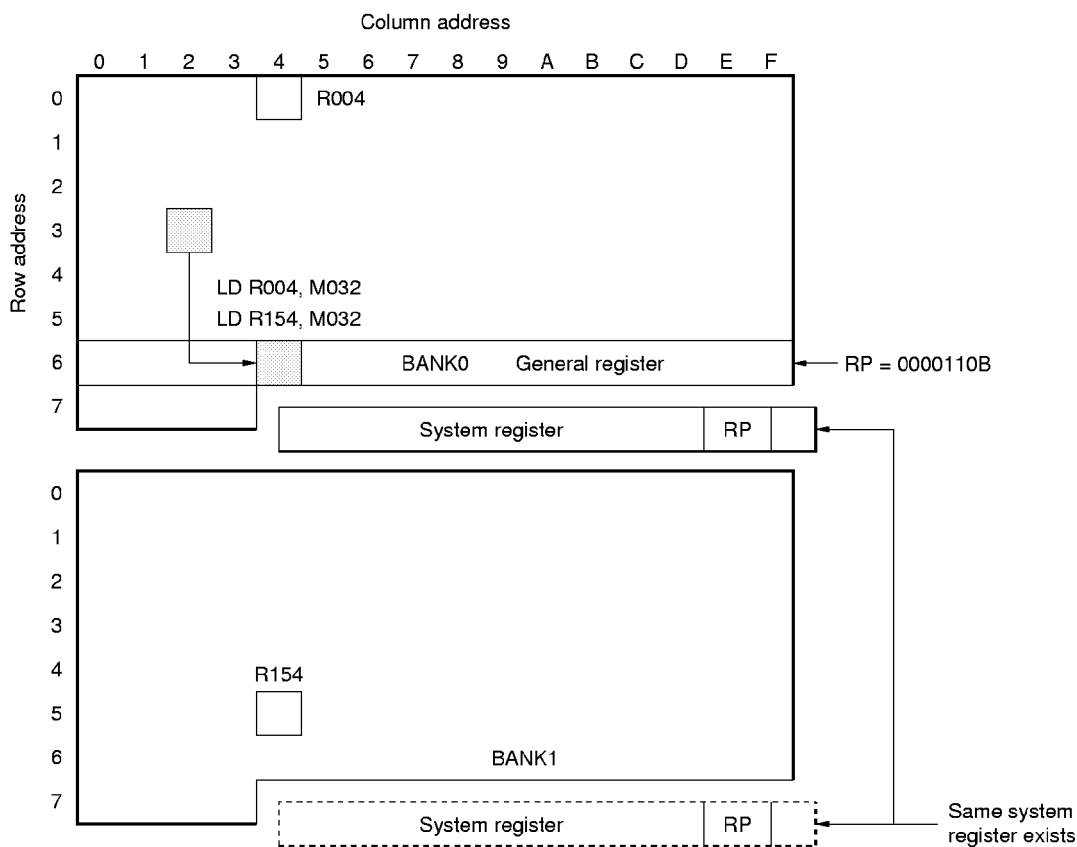 Column address
0 1 2 3 4 5 6 7 8 9 A B C D E F
Row address
0 R004
1
2
3
4 LD R004, M032
5 LD R154, M032
6 BANK0 General register RP = 0000110B
7
System register RP
0
1
2
3
4 R154
5
6 BANK1
7
System register RP
Same system
register exists